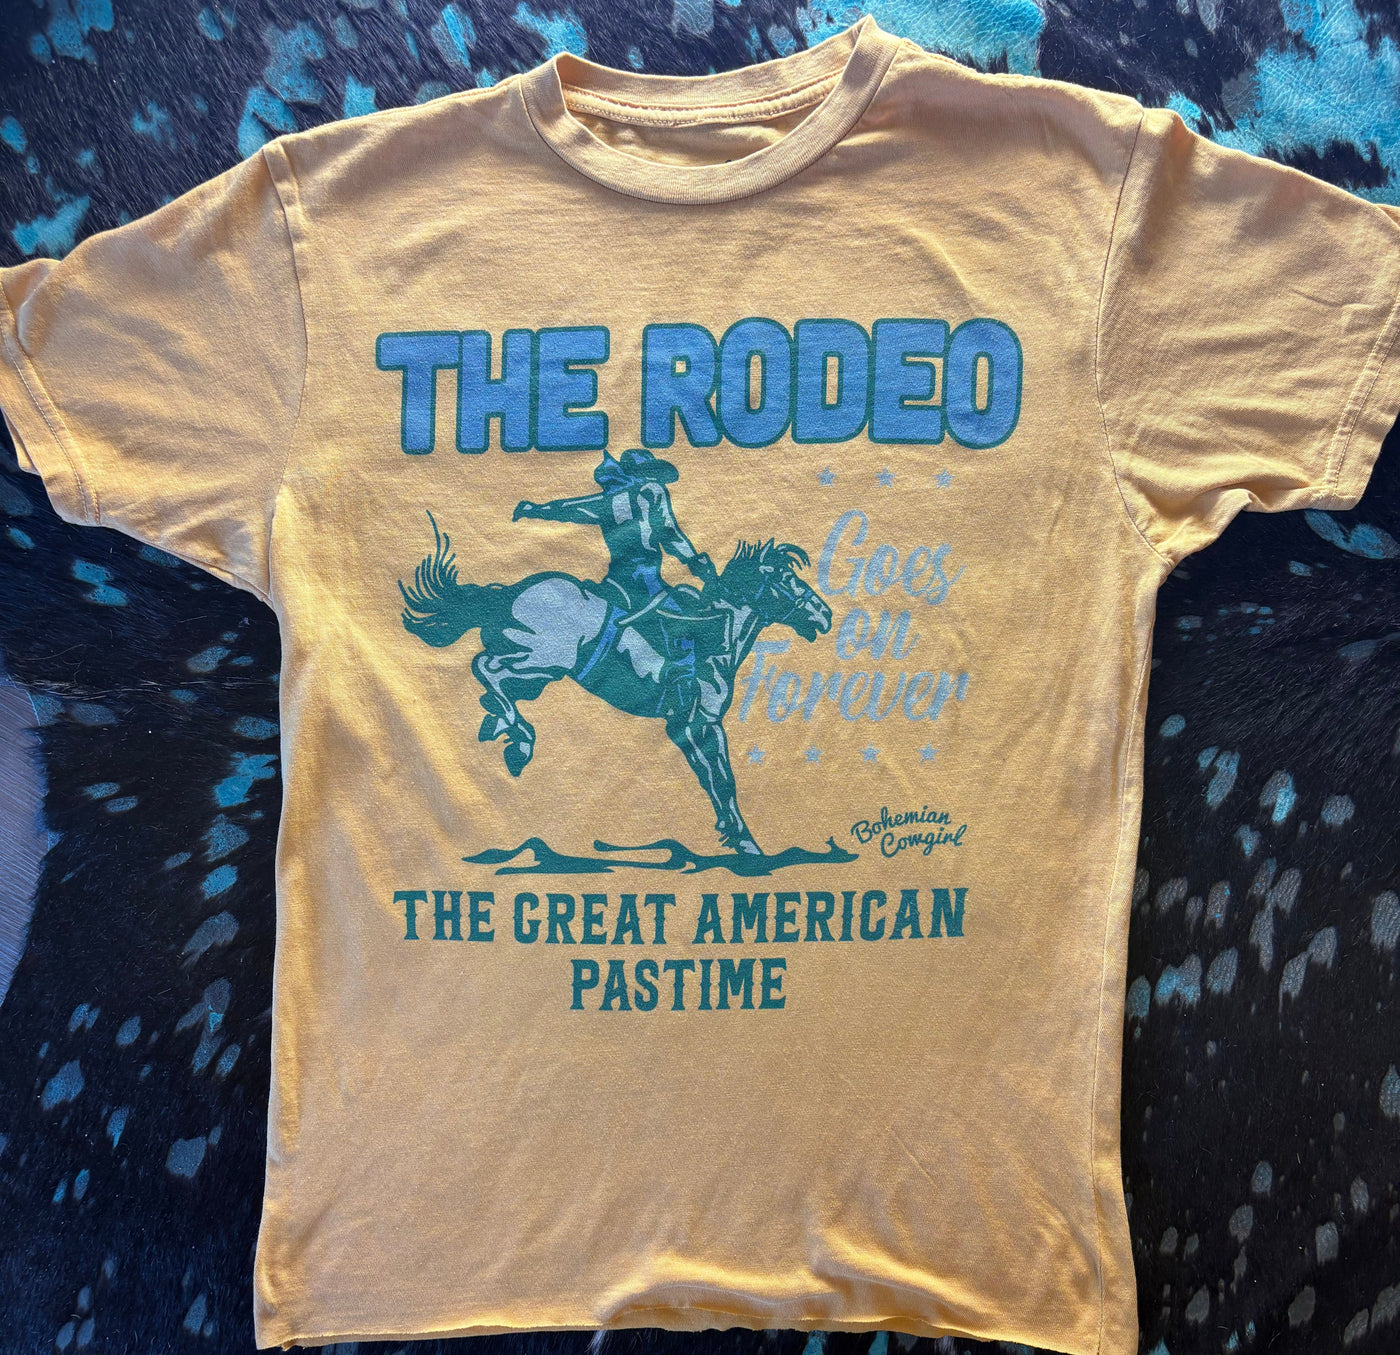 THE RODEO
Goes
on
Forever
Bohemian
Cowgirl
THE GREAT AMERICAN
PASTIME